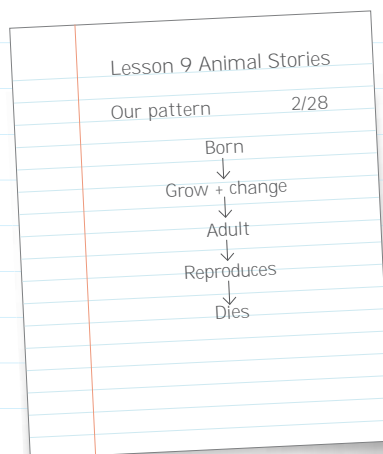 Lesson 9 Animal Stories
Our pattern 2/28
Born
Grow + change
Adult
Reproduces
Dies